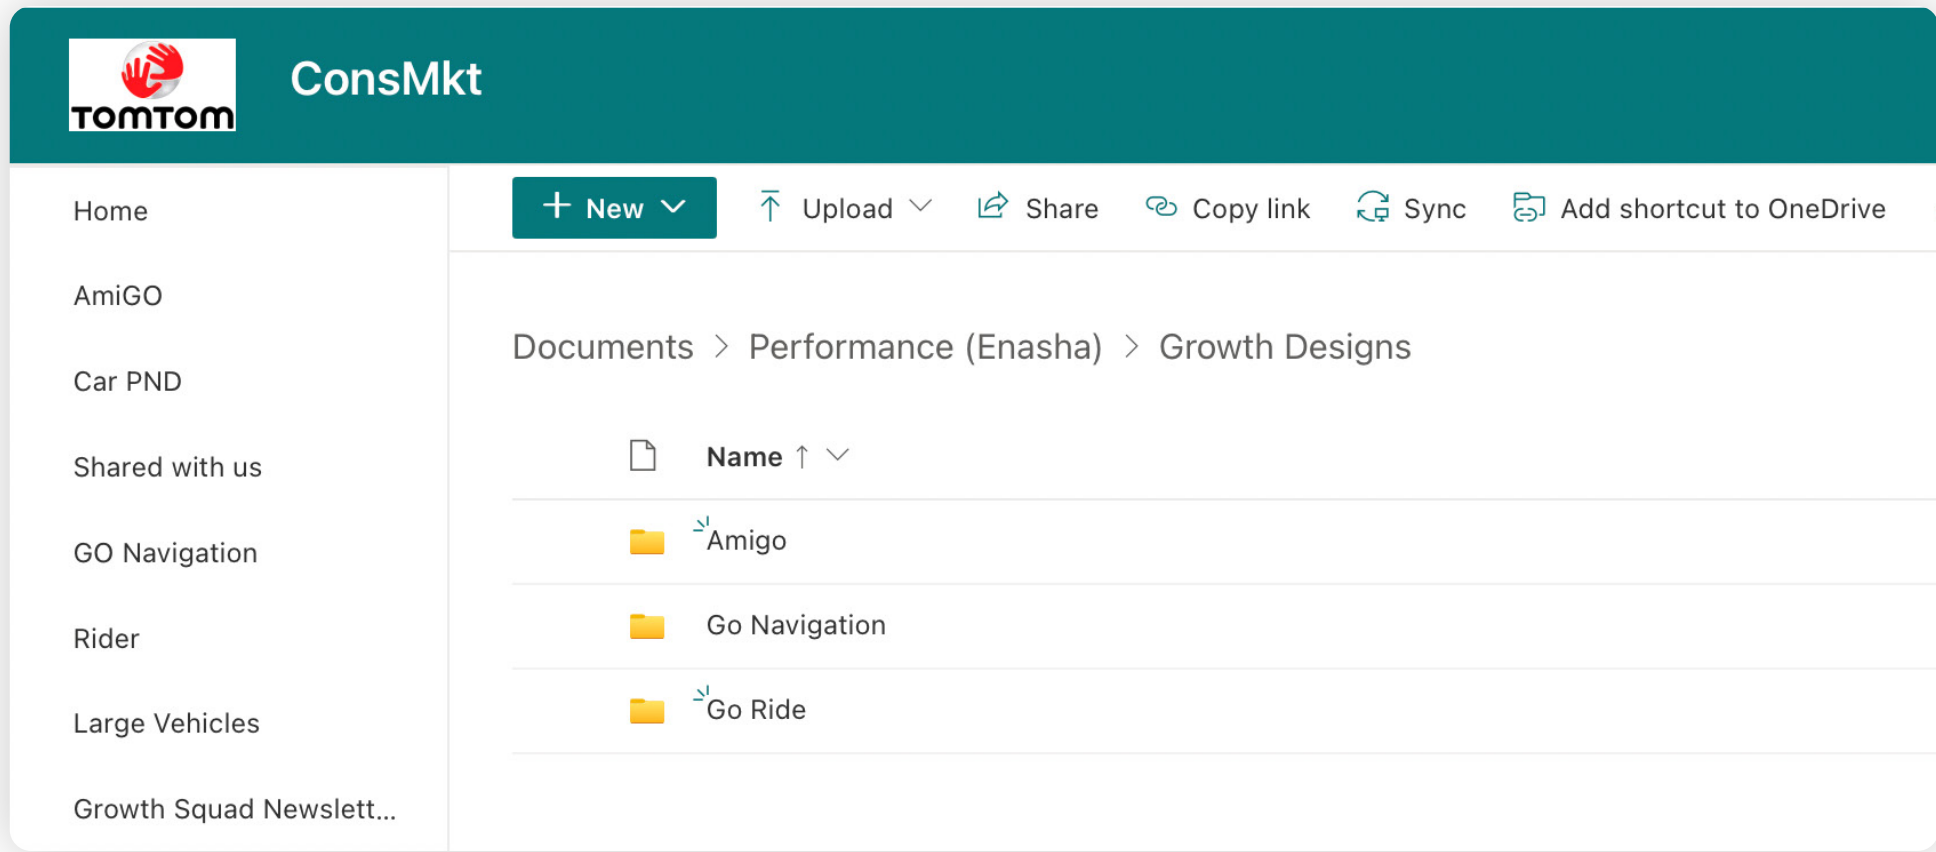 TOMTOM
ConsMkt
Home
AmiGO
Car PND
Shared with us
GO Navigation
Rider
Large Vehicles
Growth Squad Newslett...
New
Upload
Share
Copy link
Sync
Add shortcut to OneDrive
Documents > Performance (Enasha) > Growth Designs
Name
Amigo
Go Navigation
Go Ride